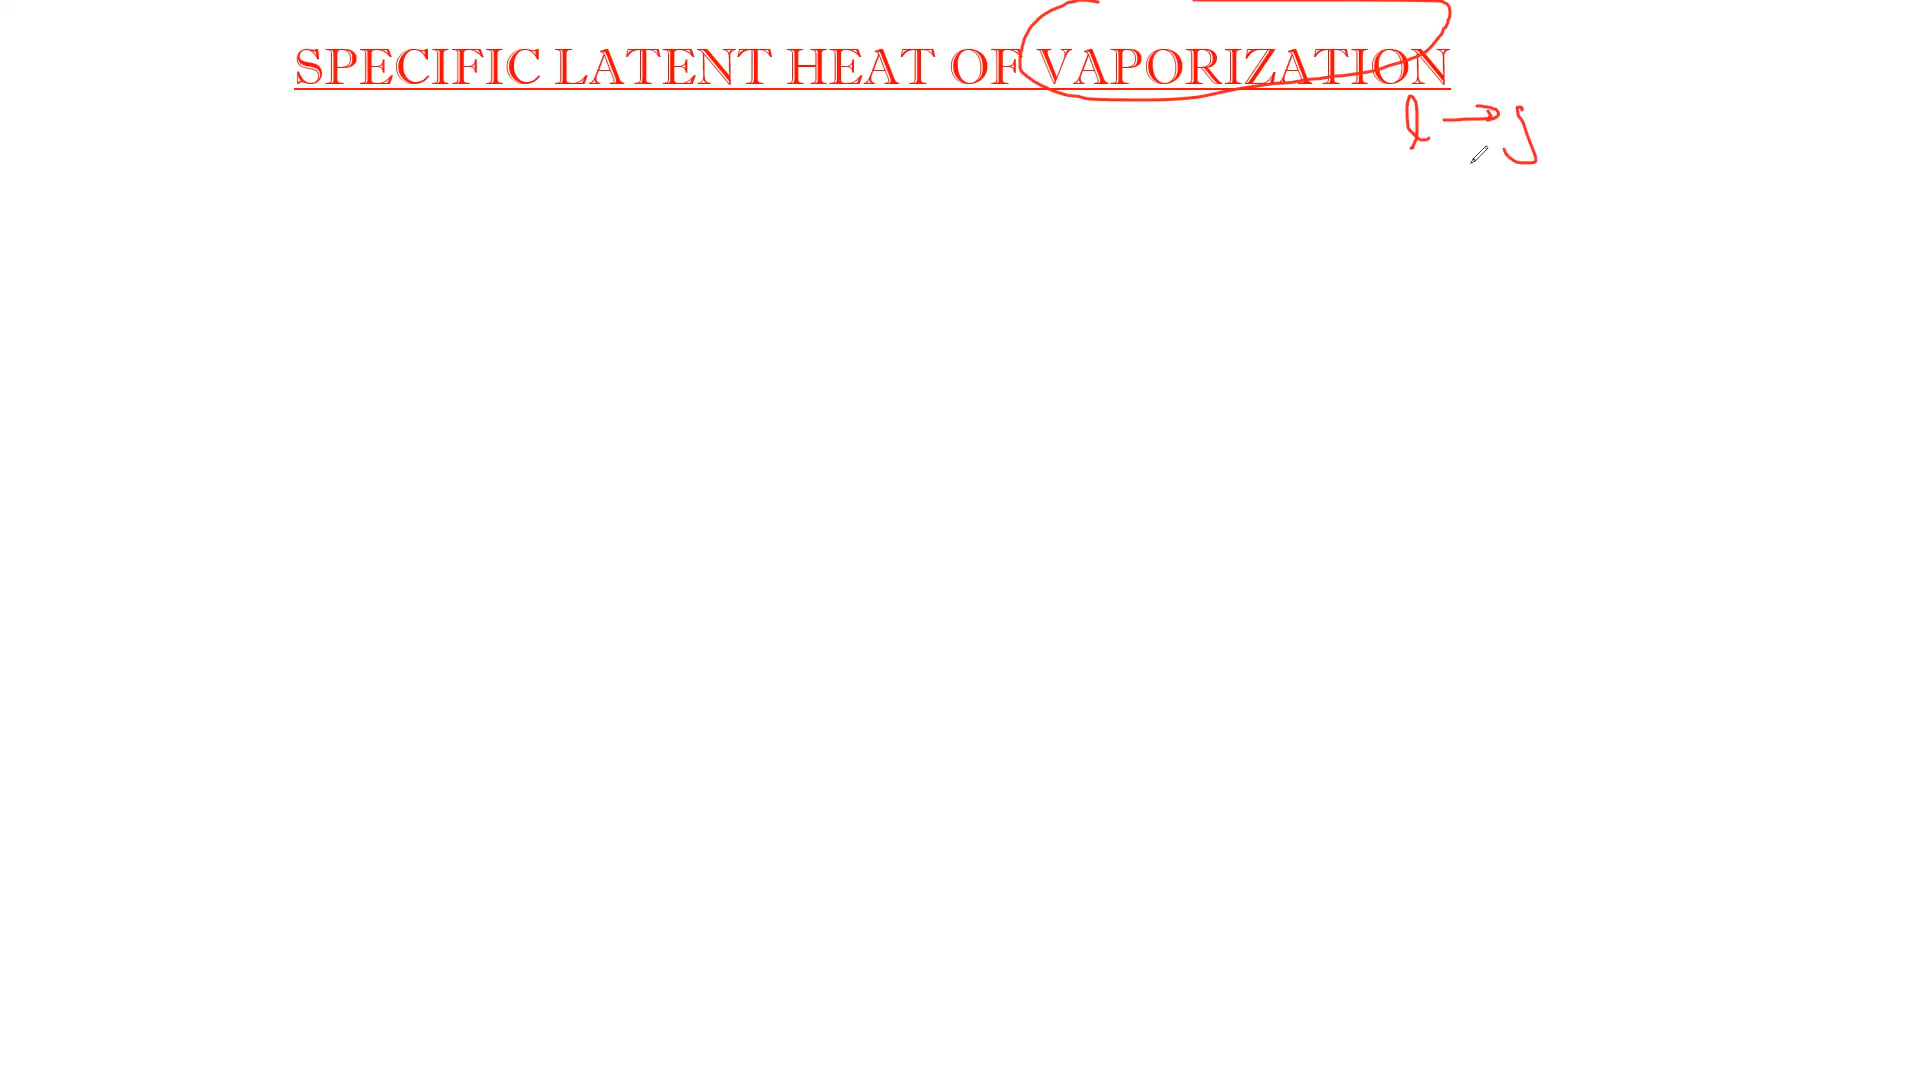 SPECIFIC LATENT HEAT OF VAPORIZATION
l → g